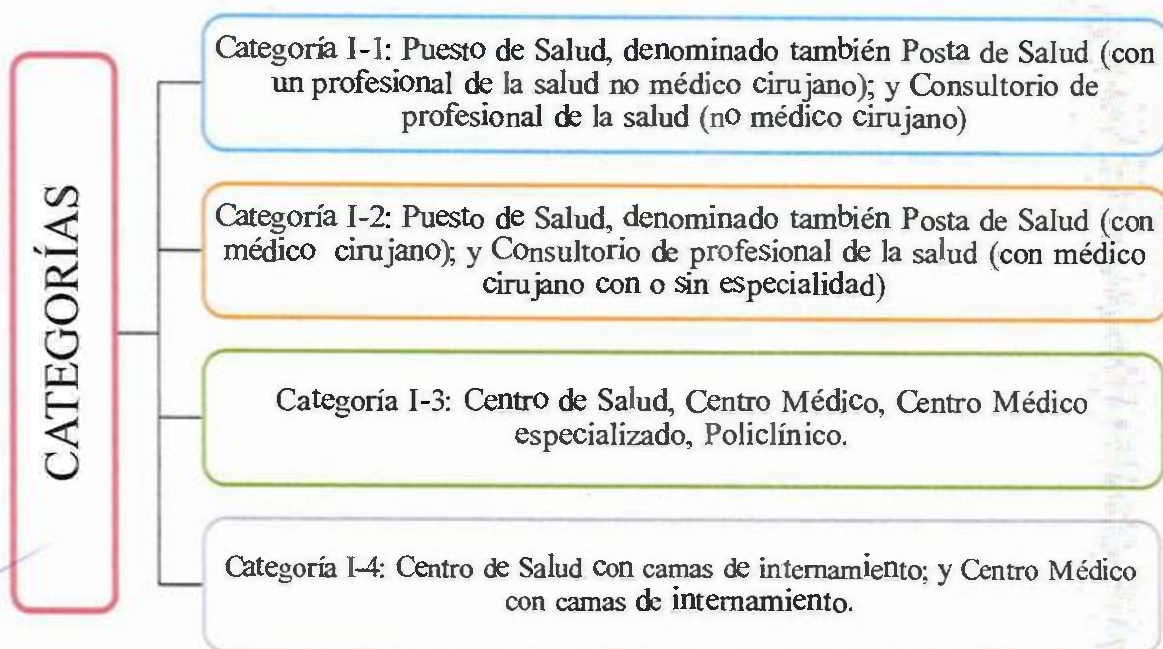 CATEGORÍAS
Categoría I-1: Puesto de Salud, denominado también Posta de Salud (con
un profesional de la salud no médico cirujano); y Consultorio de
profesional de la salud (no médico cirujano)
Categoría I-2: Puesto de Salud, denominado también Posta de Salud (con
médico cirujano); y Consultorio de profesional de la salud (con médico
cirujano con o sin especialidad)
Categoría I-3: Centro de Salud, Centro Médico, Centro Médico
especializado, Policlínico.
Categoría I-4: Centro de Salud con camas de internamiento; y Centro Médico
con camas de internamiento.